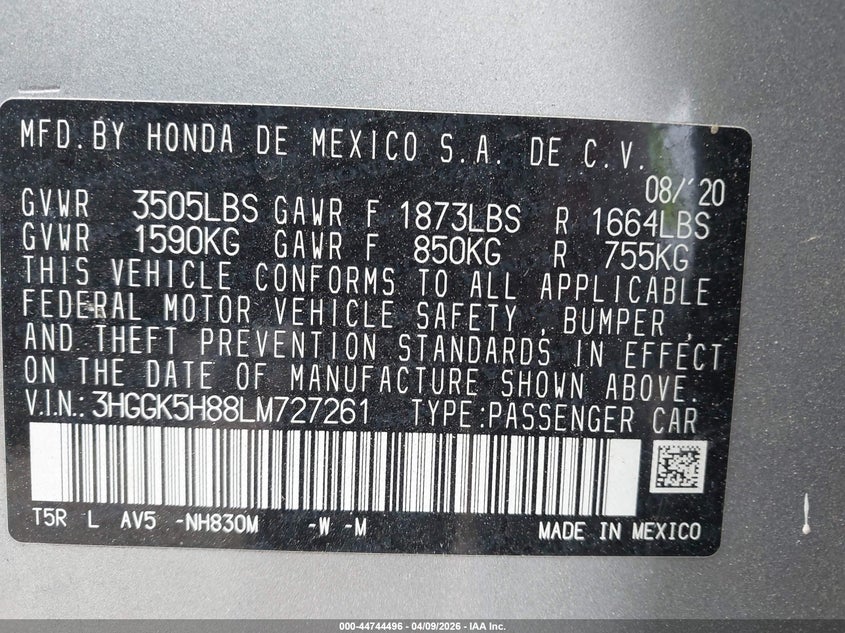 MFD. BY HONDA DE MEXICO S.A. DE C.V.
08/'20
GVWR 3505LBS GAWR F 1873LBS R 1664LBS
GVWR 1590KG GAWR F 850KG R 755KG
THIS VEHICLE CONFORMS TO ALL APPLICABLE
FEDERAL MOTOR VEHICLE SAFETY , BUMPER ,
AND THEFT PREVENTION STANDARDS IN EFFECT
ON THE DATE OF MANUFACTURE SHOWN ABOVE.
V.I.N.: 3HGGK5H88LM727261 TYPE:PASSENGER CAR
T5R L AV5 -NH830M -W -M MADE IN MEXICO
000-44744496 - 04/09/2026 - IAA Inc.